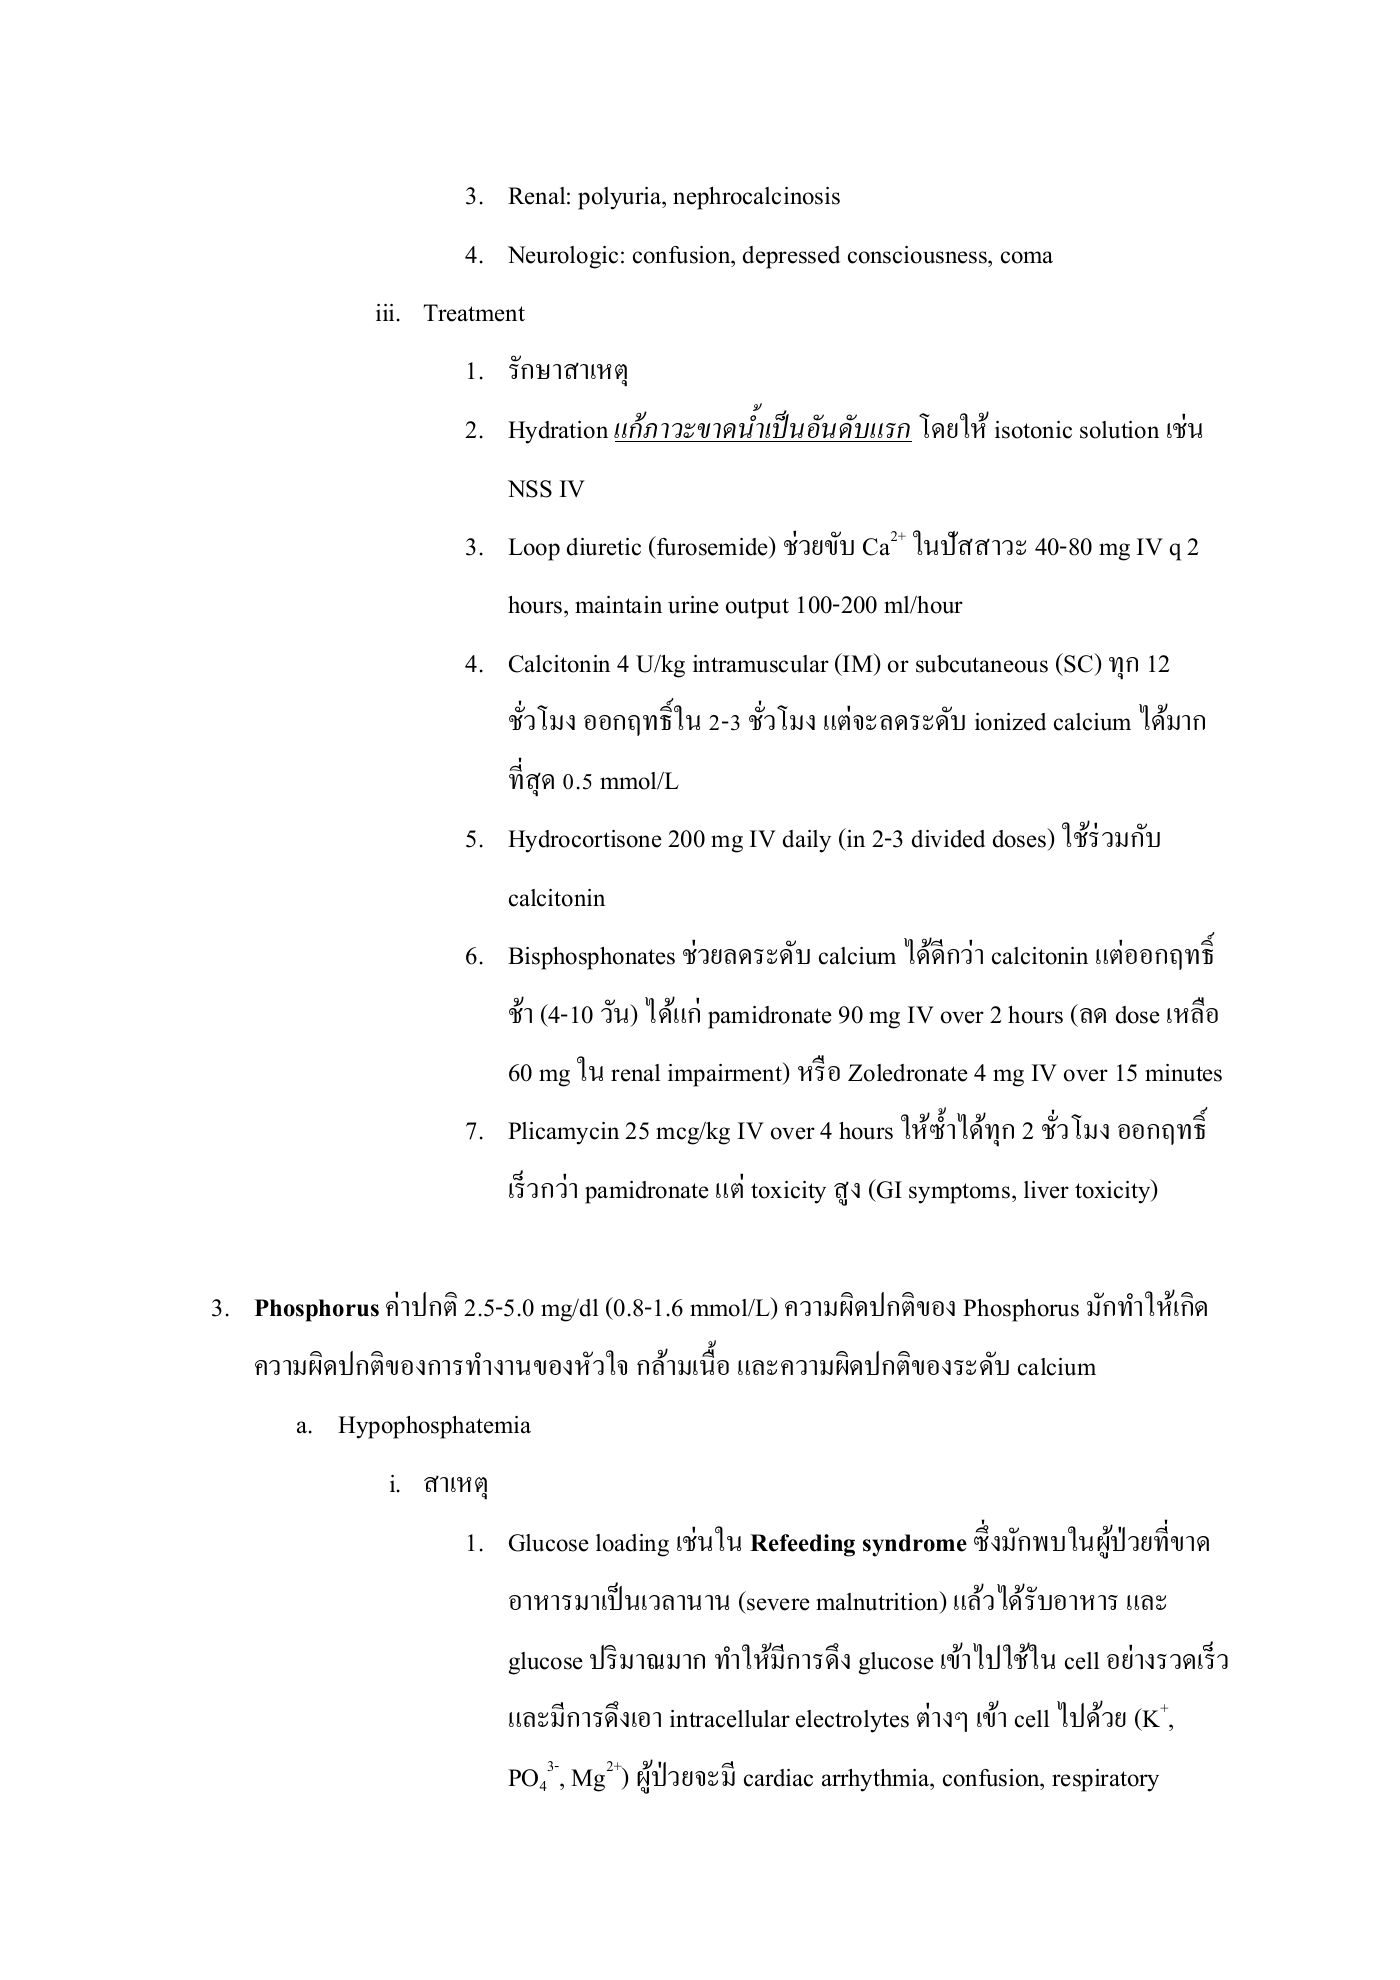 3. Renal: polyuria, nephrocalcinosis
4. Neurologic: confusion, depressed consciousness, coma
iii. Treatment
1. รักษาสาเหตุ
2. Hydration แก้ภาวะขาดน้ำเป็นอันดับแรก โดยให้ isotonic solution เช่น
NSS IV
3. Loop diuretic (furosemide) ช่วยขับ Ca²⁺ ในปัสสาวะ 40-80 mg IV q 2
hours, maintain urine output 100-200 ml/hour
4. Calcitonin 4 U/kg intramuscular (IM) or subcutaneous (SC) ทุก 12
ชั่วโมง ออกฤทธิ์ใน 2-3 ชั่วโมง แต่จะลดระดับ ionized calcium ได้มาก
ที่สุด 0.5 mmol/L
5. Hydrocortisone 200 mg IV daily (in 2-3 divided doses) ใช้ร่วมกับ
calcitonin
6. Bisphosphonates ช่วยลดระดับ calcium ได้ดีกว่า calcitonin แต่ออกฤทธิ์
ช้า (4-10 วัน) ได้แก่ pamidronate 90 mg IV over 2 hours (ลด dose เหลือ
60 mg ใน renal impairment) หรือ Zoledronate 4 mg IV over 15 minutes
7. Plicamycin 25 mcg/kg IV over 4 hours ให้ซ้ำได้ทุก 2 ชั่วโมง ออกฤทธิ์
เร็วกว่า pamidronate แต่ toxicity สูง (GI symptoms, liver toxicity)
3. Phosphorus ค่าปกติ 2.5-5.0 mg/dl (0.8-1.6 mmol/L) ความผิดปกติของ Phosphorus มักทำให้เกิด
ความผิดปกติของการทำงานของหัวใจ กล้ามเนื้อ และความผิดปกติของระดับ calcium
a. Hypophosphatemia
i. สาเหตุ
1. Glucose loading เช่นใน Refeeding syndrome ซึ่งมักพบในผู้ป่วยที่ขาด
อาหารมาเป็นเวลานาน (severe malnutrition) แล้วได้รับอาหาร และ
glucose ปริมาณมาก ทำให้มีการดึง glucose เข้าไปใช้ใน cell อย่างรวดเร็ว
และมีการดึงเอา intracellular electrolytes ต่างๆ เข้า cell ไปด้วย (K⁺,
PO₄³⁻, Mg²⁺) ผู้ป่วยจะมี cardiac arrhythmia, confusion, respiratory